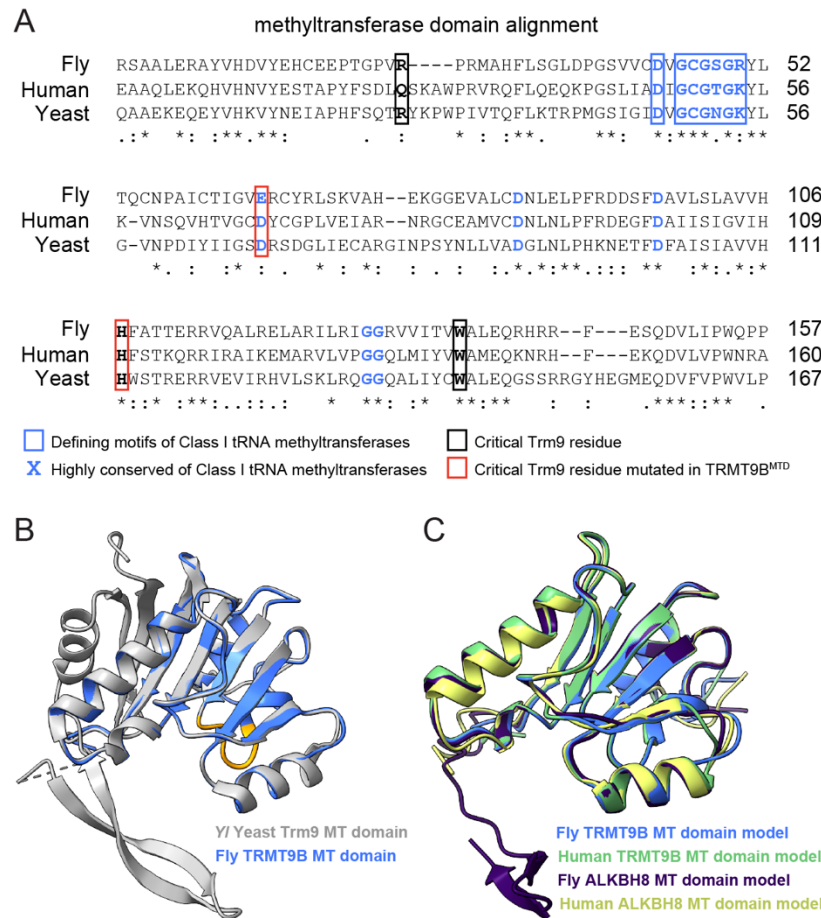 A
methyltransferase domain alignment
Fly RSAALERAYVHDVYEHCEEPTGPVR----PRMAHFLSGLDPGSVVCDVGCGSGRYL 52
Human EAAQLEKQHVHNVYESTAPYFSDLQSKAWPRVRQFLQEQKPGSLIADIGCGTGKYL 56
Yeast QAAEKEQEYVHKVYNEIAPHFSQTRYKPWPIVTQFLKTRPMGSIGIDVGCGNGKYL 56
Fly TQCNPAICTIGVERCYRLSKVAH--EKGGEVALCDNLELPFRDDSFDAVLSLAVVH 106
Human K-VNSQVHTVGCDYCGPLVEIAR--NRGCEAMVCDNLNLPFRDEGFDAIISIGVIH 109
Yeast G-VNPDIYIIGSDRSDGLIECARGINPSYNLLVADGLNLPHKNETFDFAISIAVVH 111
Fly HFATTERRVQALRELARILRIGGRVVITVWALEQRHRR--F---ESQDVLIPWQPP 157
Human HFSTKQRRIRAIKEMARVLVPGGQLMIYVWAMEQKNRH--F---EKQDVLVPWNRA 160
Yeast HWSTRERRVEVIRHVLSKLRQGGQALIYCWALEQGSSRRGYHEGMEQDVFVPWVLP 167
Defining motifs of Class I tRNA methyltransferases
Critical Trm9 residue
X Highly conserved of Class I tRNA methyltransferases
Critical Trm9 residue mutated in TRMT9B^MTD
B
C
Yl Yeast Trm9 MT domain
Fly TRMT9B MT domain
Fly TRMT9B MT domain model
Human TRMT9B MT domain model
Fly ALKBH8 MT domain model
Human ALKBH8 MT domain model